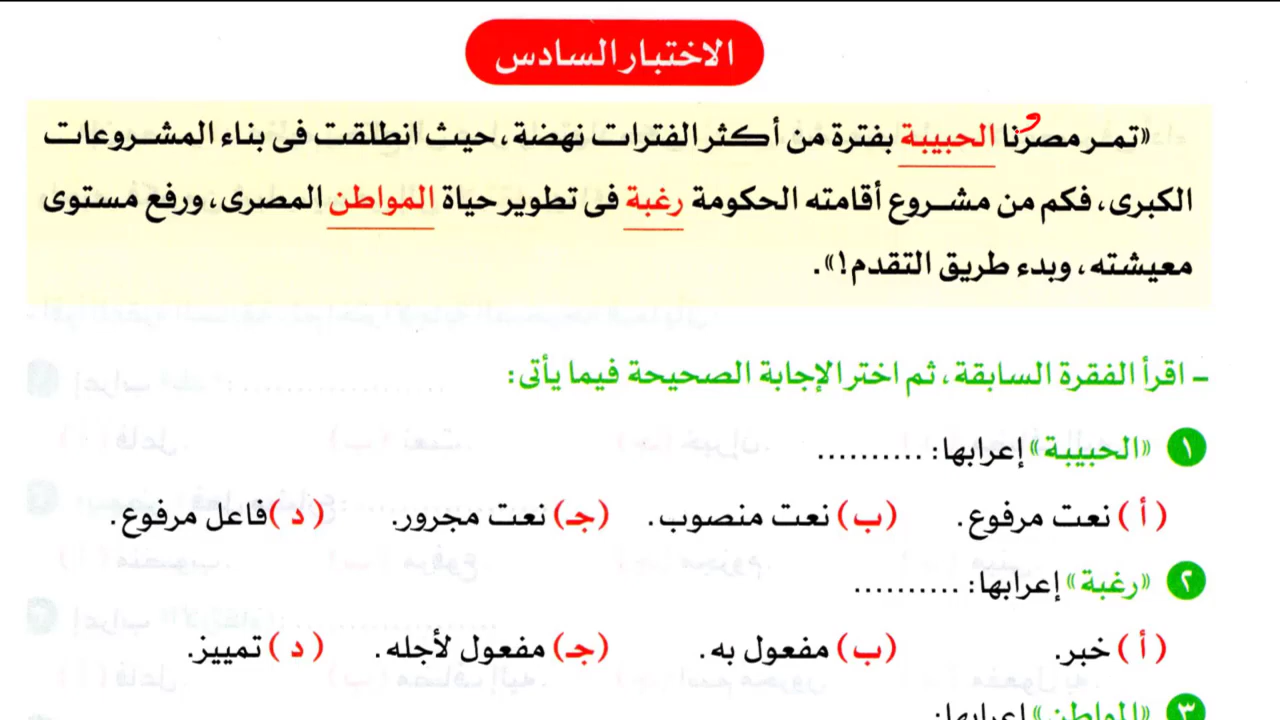 الاختبار السادس
«تمر مصرنا الحبيبة بفترة من أكثر الفترات نهضة، حيث انطلقت فى بناء المشروعات
الكبرى، فكم من مشروع أقامته الحكومة رغبة فى تطوير حياة المواطن المصرى، ورفع مستوى
معيشته، وبدء طريق التقدم!».
- اقرأ الفقرة السابقة، ثم اختر الإجابة الصحيحة فيما يأتى:
١ «الحبيبة» إعرابها: ..........
(أ) نعت مرفوع. (ب) نعت منصوب. (جـ) نعت مجرور. (د) فاعل مرفوع.
٢ «رغبة» إعرابها: ..........
(أ) خبر. (ب) مفعول به. (جـ) مفعول لأجله. (د) تمييز.
٣ «المواطن» إعرابها: